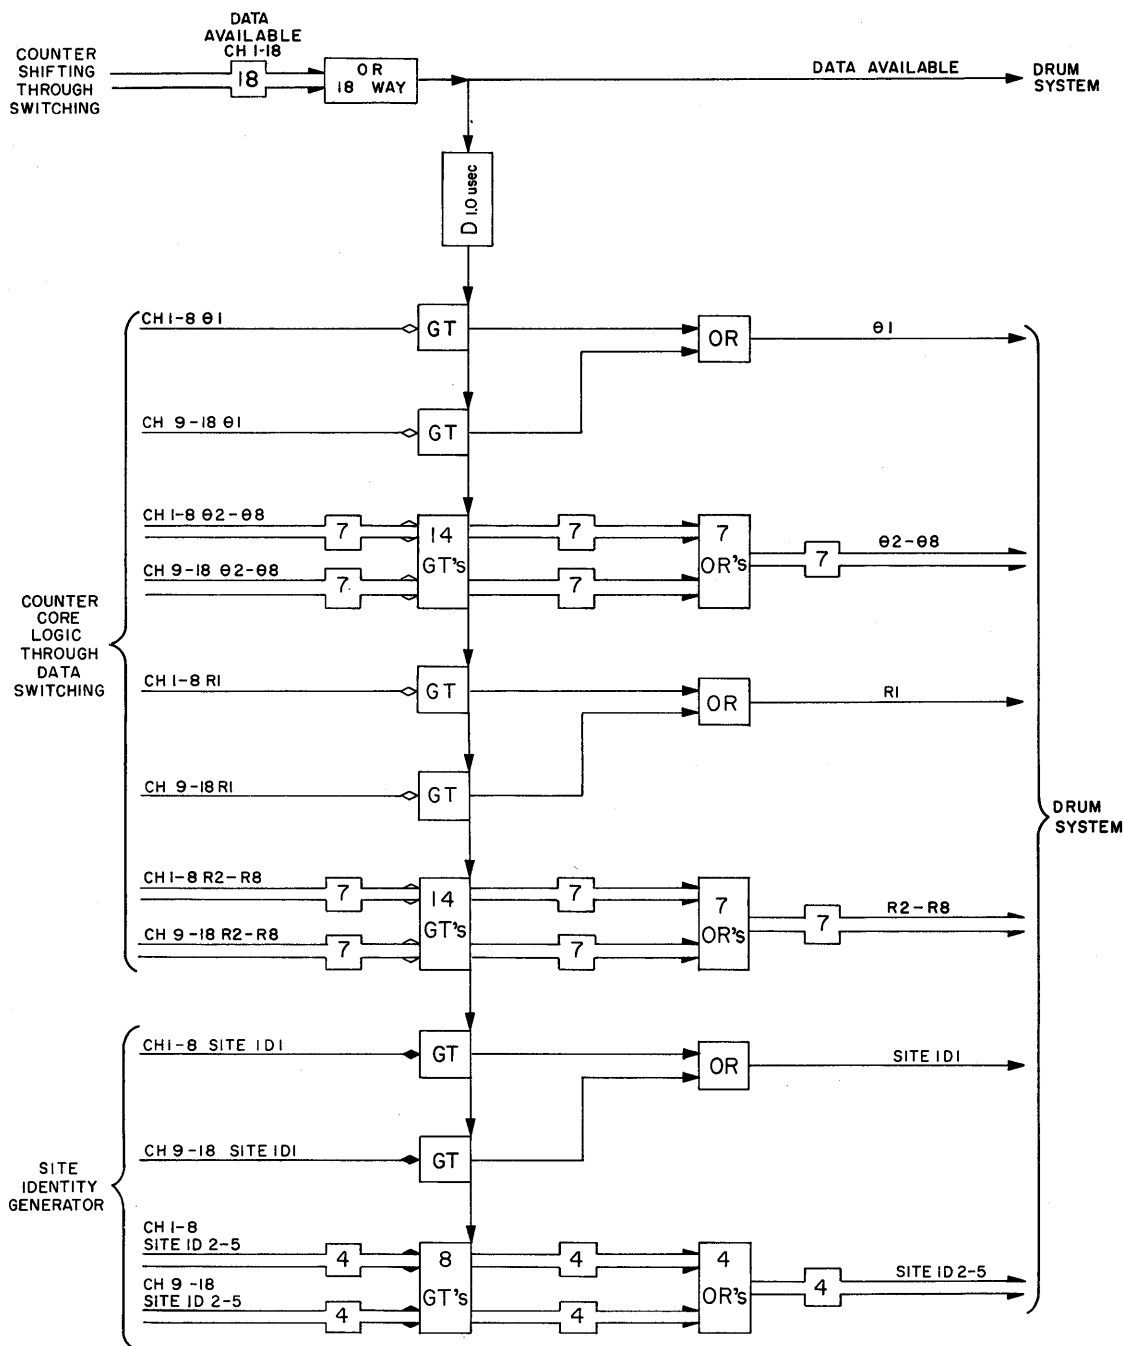 DATA
AVAILABLE
CH 1-18
COUNTER
SHIFTING
THROUGH
SWITCHING
18
OR
18 WAY
DATA AVAILABLE
DRUM
SYSTEM
D 1.0 usec
CH 1-8 θ1
GT
OR
θ1
CH 9-18 θ1
GT
CH 1-8 θ2-θ8
7
14
GT's
7
7
OR's
7
θ2-θ8
CH 9-18 θ2-θ8
7
7
COUNTER
CORE
LOGIC
THROUGH
DATA
SWITCHING
CH 1-8 R1
GT
OR
R1
CH 9-18 R1
GT
DRUM
SYSTEM
CH 1-8 R2-R8
7
14
GT's
7
7
OR's
7
R2-R8
CH 9-18 R2-R8
7
7
CH1-8 SITE ID1
GT
OR
SITE ID1
CH 9-18 SITE ID1
GT
SITE
IDENTITY
GENERATOR
CH 1-8
SITE ID 2-5
4
8
GT's
4
4
OR's
4
SITE ID 2-5
CH 9-18
SITE ID 2-5
4
4